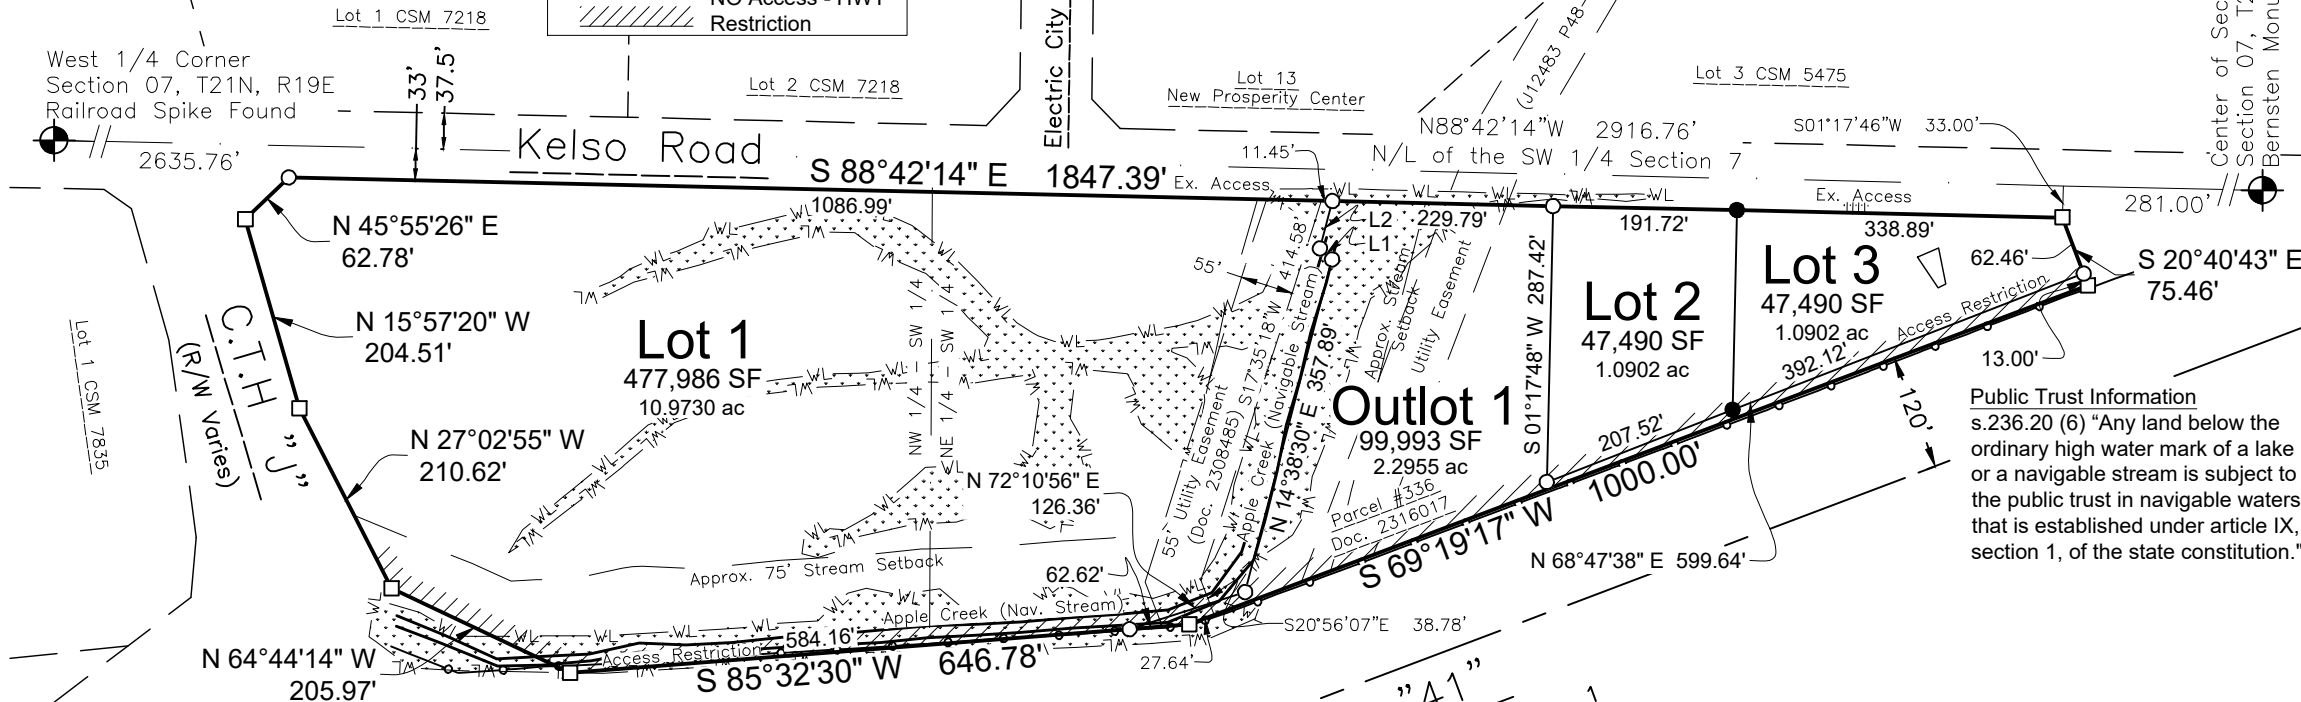 Lot 1 CSM 7218
Restriction
West 1/4 Corner
Section 07, T21N, R19E
Railroad Spike Found
33'
37.5'
Lot 2 CSM 7218
Electric City
Lot 13
New Prosperity Center
(J12483 P48
Lot 3 CSM 5475
Center of Sec
Section 07, T2
Bernsten Monu
2635.76'
Kelso Road
S 88°42'14" E 1847.39'
11.45'
N88°42'14"W 2916.76'
N/L of the SW 1/4 Section 7
S01°17'46"W 33.00'
Ex. Access
WL
Ex. Access
281.00'
1086.99'
L2
L1
229.79'
191.72'
338.89'
N 45°55'26" E
62.78'
62.46'
S 20°40'43" E
75.46'
N 15°57'20" W
204.51'
C.T.H "J"
(R/W Varies)
Lot 1 CSM 7835
Lot 1
477,986 SF
10.9730 ac
NW 1/4 - SW 1/4
NE 1/4 - SW 1/4
55'
55' Utility Easement
(Doc. 2308485) S17°35'18"W 414.58'
Apple Creek (Navigable Stream)
N 14°38'30" E 357.89'
Approx. Stream
Setback
Utility Easement
Outlot 1
99,993 SF
2.2955 ac
S 01°17'48" W 287.42'
Lot 2
47,490 SF
1.0902 ac
Lot 3
47,490 SF
1.0902 ac
Access Restriction
392.12'
13.00'
207.52'
120'
Public Trust Information
s.236.20 (6) “Any land below the
ordinary high water mark of a lake
or a navigable stream is subject to
the public trust in navigable waters
that is established under article IX,
section 1, of the state constitution."
N 27°02'55" W
210.62'
N 72°10'56" E
126.36'
Parcel #336
Doc. 2316017
1000.00'
S 69°19'17" W
N 68°47'38" E 599.64'
Approx. 75' Stream Setback
62.62'
Apple Creek (Nav. Stream)
584.16'
Access Restriction
S20°56'07"E 38.78'
27.64'
N 64°44'14" W
205.97'
S 85°32'30" W 646.78'
"41"
1